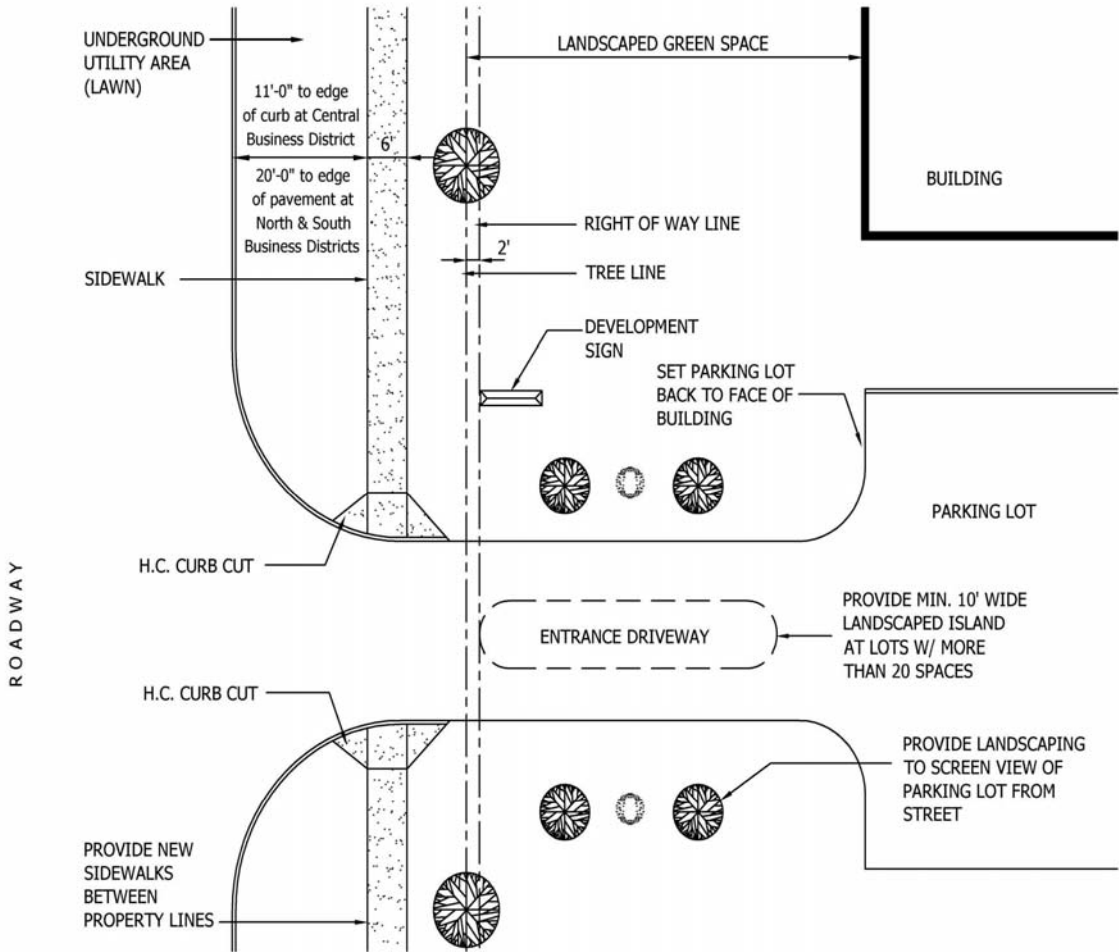 UNDERGROUND
UTILITY AREA
(LAWN)
LANDSCAPED GREEN SPACE
11'-0" to edge
of curb at Central
Business District
6'
20'-0" to edge
of pavement at
North & South
Business Districts
BUILDING
RIGHT OF WAY LINE
2'
TREE LINE
SIDEWALK
DEVELOPMENT
SIGN
SET PARKING LOT
BACK TO FACE OF
BUILDING
PARKING LOT
H.C. CURB CUT
ROADWAY
ENTRANCE DRIVEWAY
PROVIDE MIN. 10' WIDE
LANDSCAPED ISLAND
AT LOTS W/ MORE
THAN 20 SPACES
H.C. CURB CUT
PROVIDE LANDSCAPING
TO SCREEN VIEW OF
PARKING LOT FROM
STREET
PROVIDE NEW
SIDEWALKS
BETWEEN
PROPERTY LINES